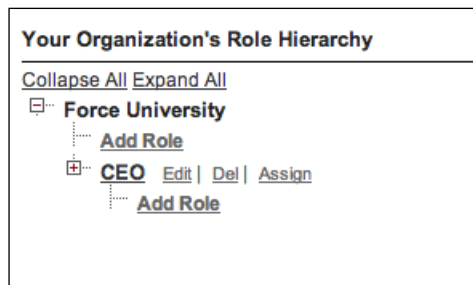 Your Organization's Role Hierarchy
Collapse All Expand All
Force University
Add Role
CEO Edit | Del | Assign
Add Role